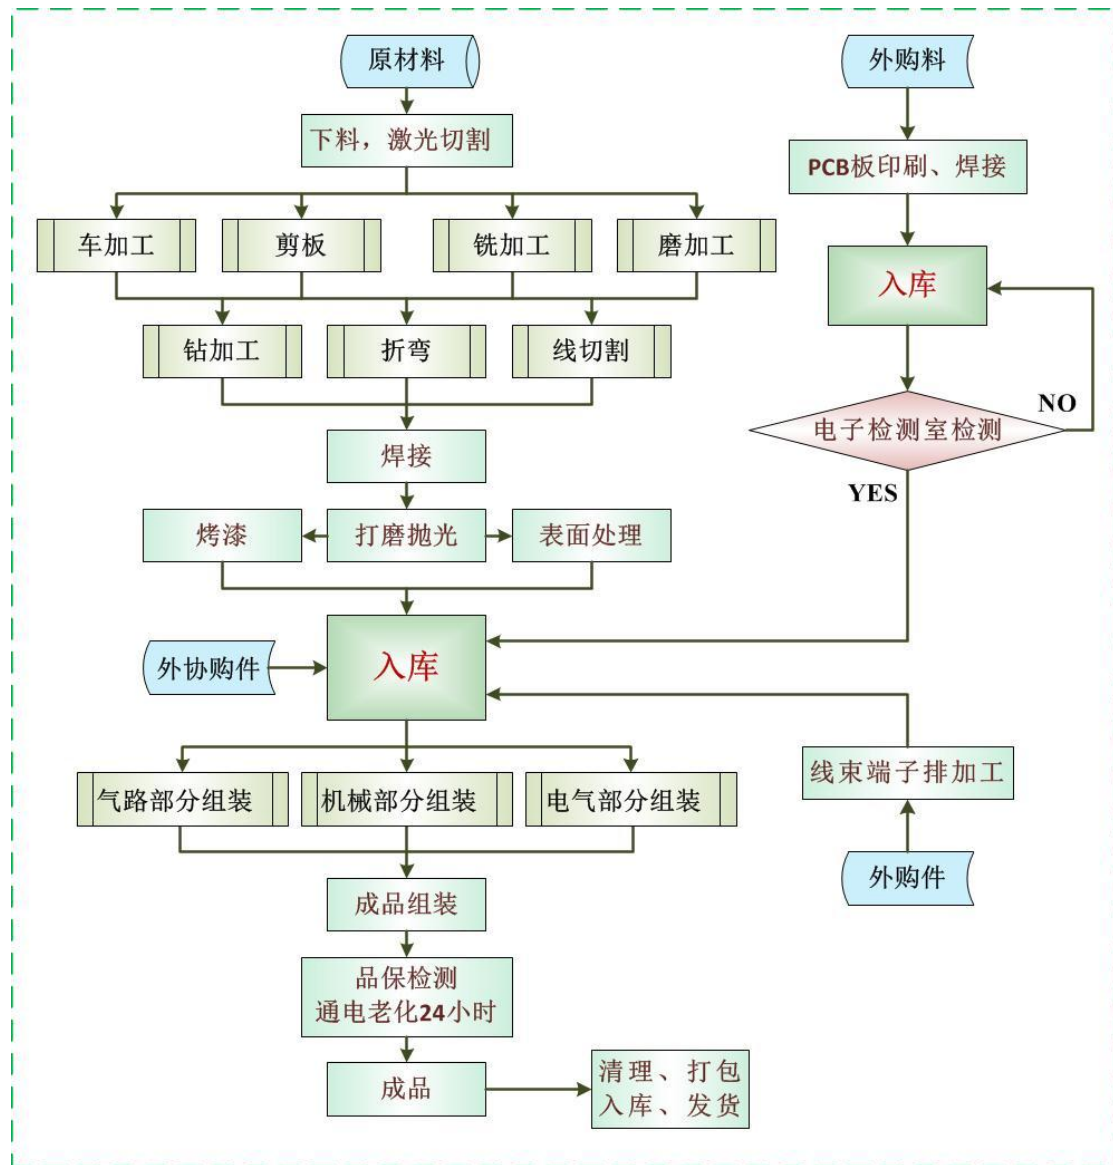 原材料
外购料
下料，激光切割
PCB板印刷、焊接
车加工
剪板
铣加工
磨加工
入库
钻加工
折弯
线切割
NO
电子检测室检测
焊接
YES
烤漆
打磨抛光
表面处理
外协购件
入库
线束端子排加工
气路部分组装
机械部分组装
电气部分组装
外购件
成品组装
品保检测
通电老化24小时
成品
清理、打包
入库、发货